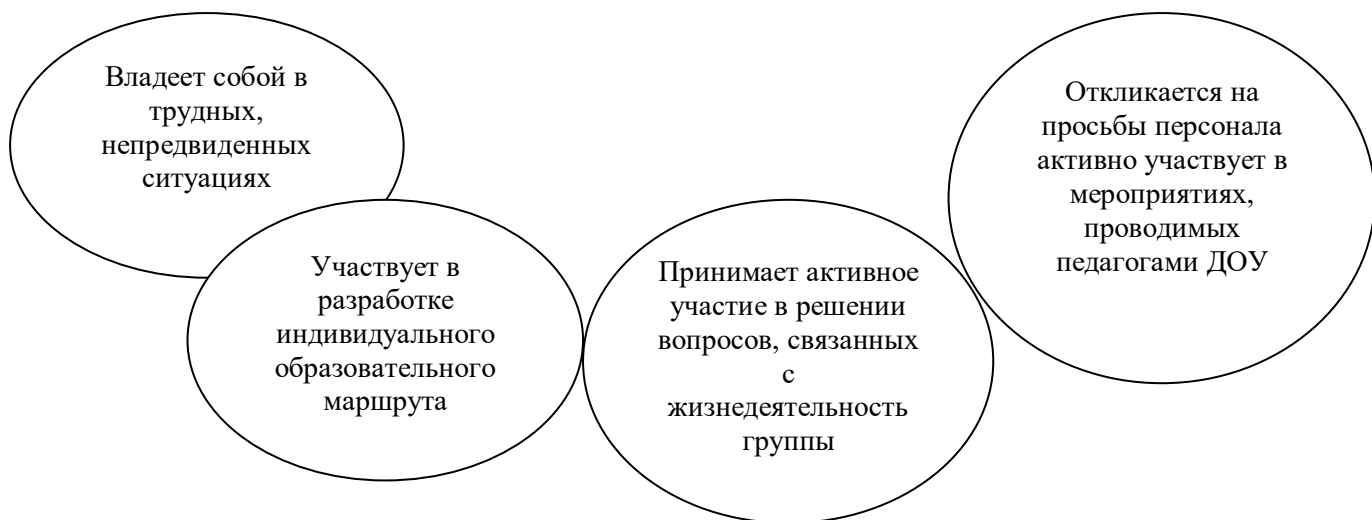 Владеет собой в
трудных,
непредвиденных
ситуациях
Участвует в
разработке
индивидуального
образовательного
маршрута
Принимает активное
участие в решении
вопросов, связанных
с
жизнедеятельность
группы
Откликается на
просьбы персонала
активно участвует в
мероприятиях,
проводимых
педагогами ДОУ